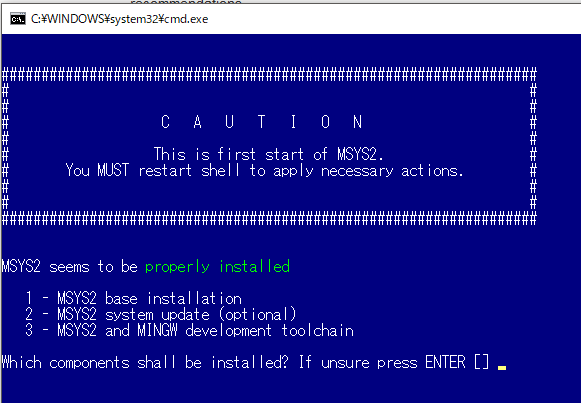 recommendations
C:¥WINDOWS¥system32¥cmd.exe
###################################################################
#                                                                 #
#                                                                 #
#                   C   A   U   T   I   O   N                     #
#                                                                 #
#                  This is first start of MSYS2.                  #
#       You MUST restart shell to apply necessary actions.        #
#                                                                 #
#                                                                 #
###################################################################
MSYS2 seems to be properly installed
1 - MSYS2 base installation
2 - MSYS2 system update (optional)
3 - MSYS2 and MINGW development toolchain
Which components shall be installed? If unsure press ENTER []